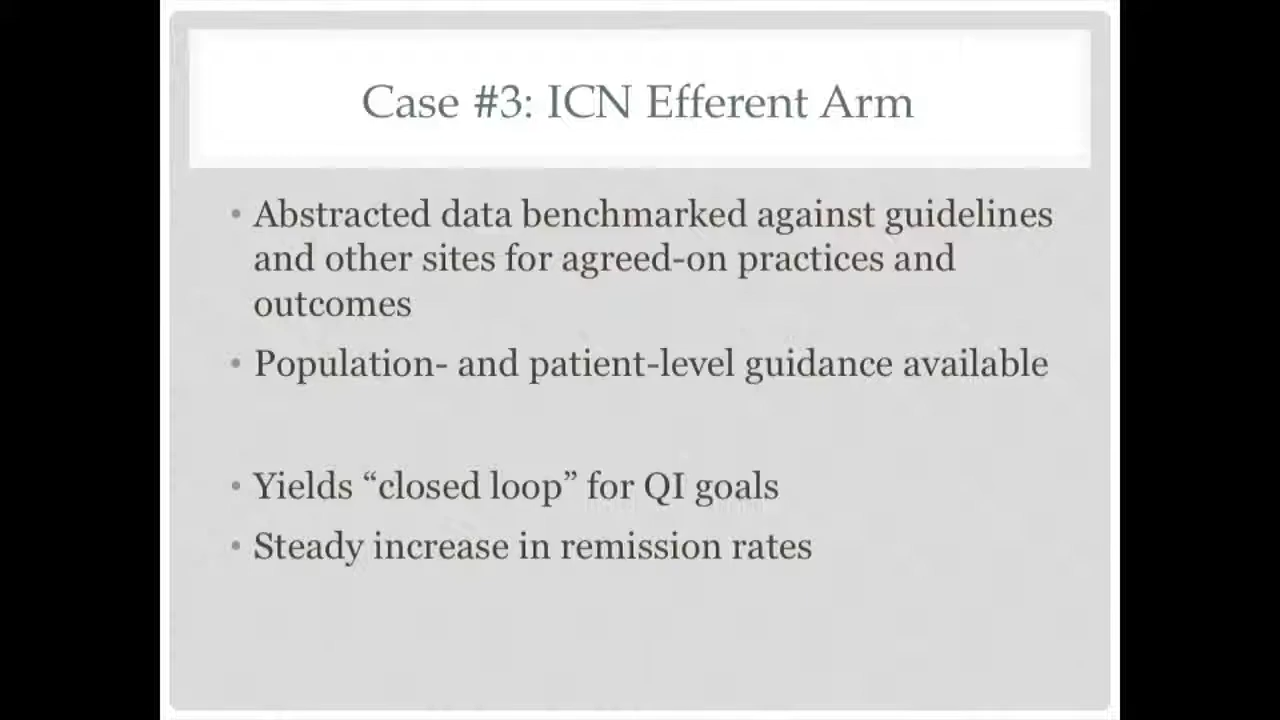 Case #3: ICN Efferent Arm
• Abstracted data benchmarked against guidelines
and other sites for agreed-on practices and
outcomes
• Population- and patient-level guidance available
• Yields “closed loop” for QI goals
• Steady increase in remission rates